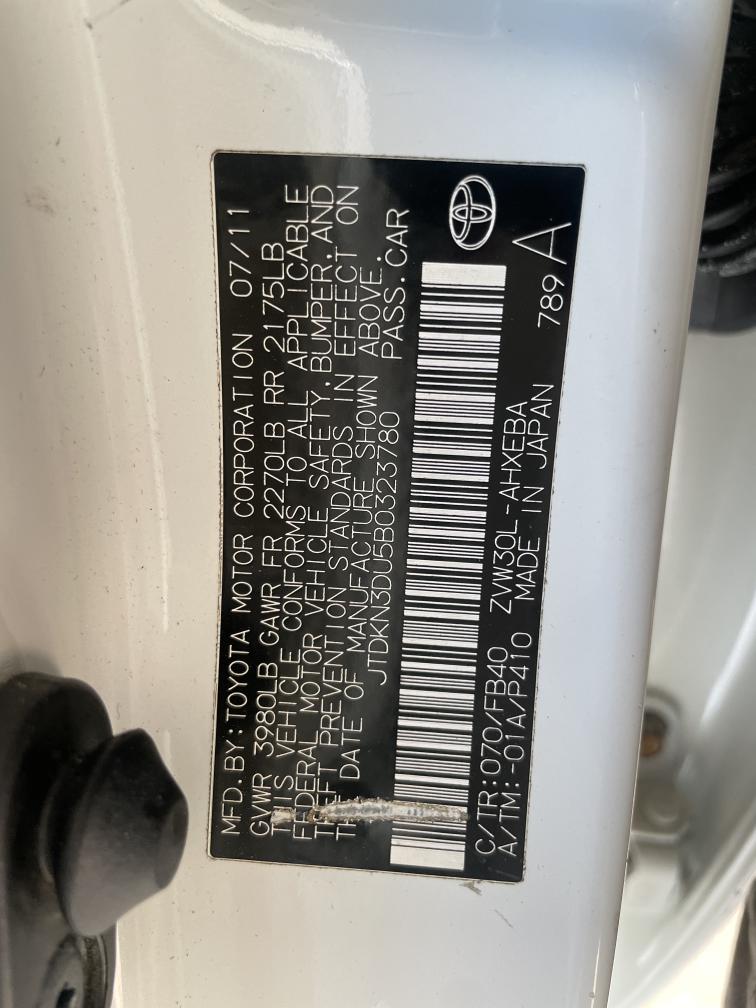 MFD.BY:TOYOTA MOTOR CORPORATION 07/11
GVWR 3980LB GAWR FR 2270LB RR 2175LB
THIS VEHICLE CONFORMS TO ALL APPLICABLE
FEDERAL MOTOR VEHICLE SAFETY,BUMPER,AND
THEFT PREVENTION STANDARDS IN EFFECT ON
THE DATE OF MANUFACTURE SHOWN ABOVE.
JTDKN3DU5B0323780 PASS.CAR
C/TR:070/FB40 ZVW30L-AHXEBA
A/TM:-01A/P410 MADE IN JAPAN 789 A